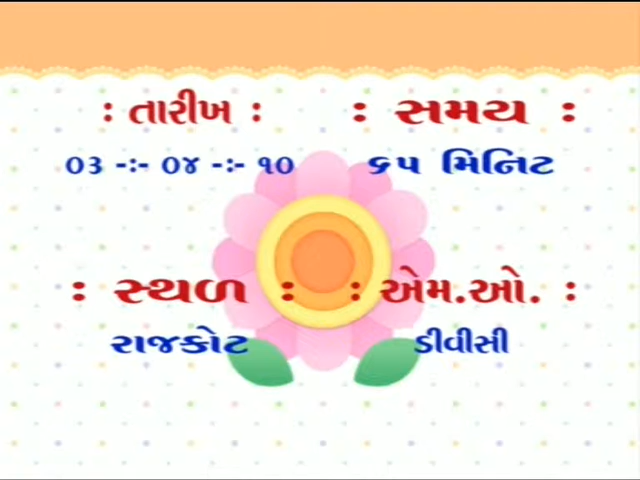 : તારીખ : : સમય :
૦૩ -:- ૦૪ -:- ૧૦ ૬૫ મિનિટ
: સ્થળ : : એમ.ઓ. :
રાજકોટ ડીવીસી